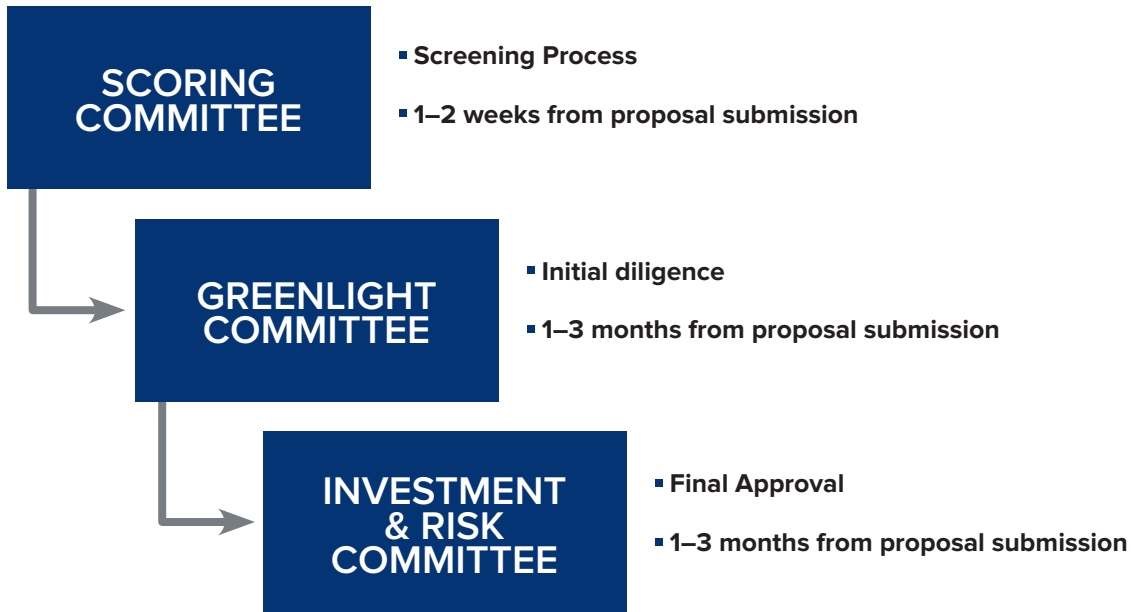 SCORING
COMMITTEE
▪ Screening Process
▪ 1–2 weeks from proposal submission
GREENLIGHT
COMMITTEE
▪ Initial diligence
▪ 1–3 months from proposal submission
INVESTMENT
& RISK
COMMITTEE
▪ Final Approval
▪ 1–3 months from proposal submission